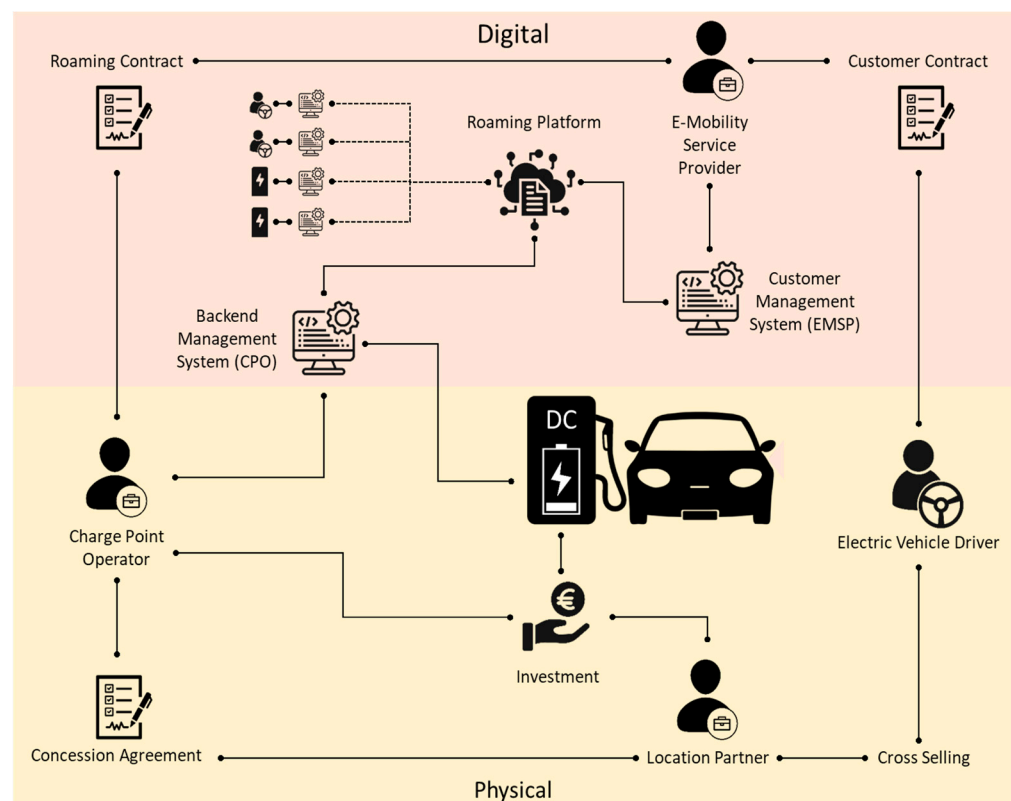 Digital
Roaming Contract
Customer Contract
Roaming Platform
E-Mobility
Service
Provider
Customer
Management
System (EMSP)
Backend
Management
System (CPO)
DC
Charge Point
Operator
Electric Vehicle Driver
€
Investment
Concession Agreement
Location Partner
Cross Selling
Physical